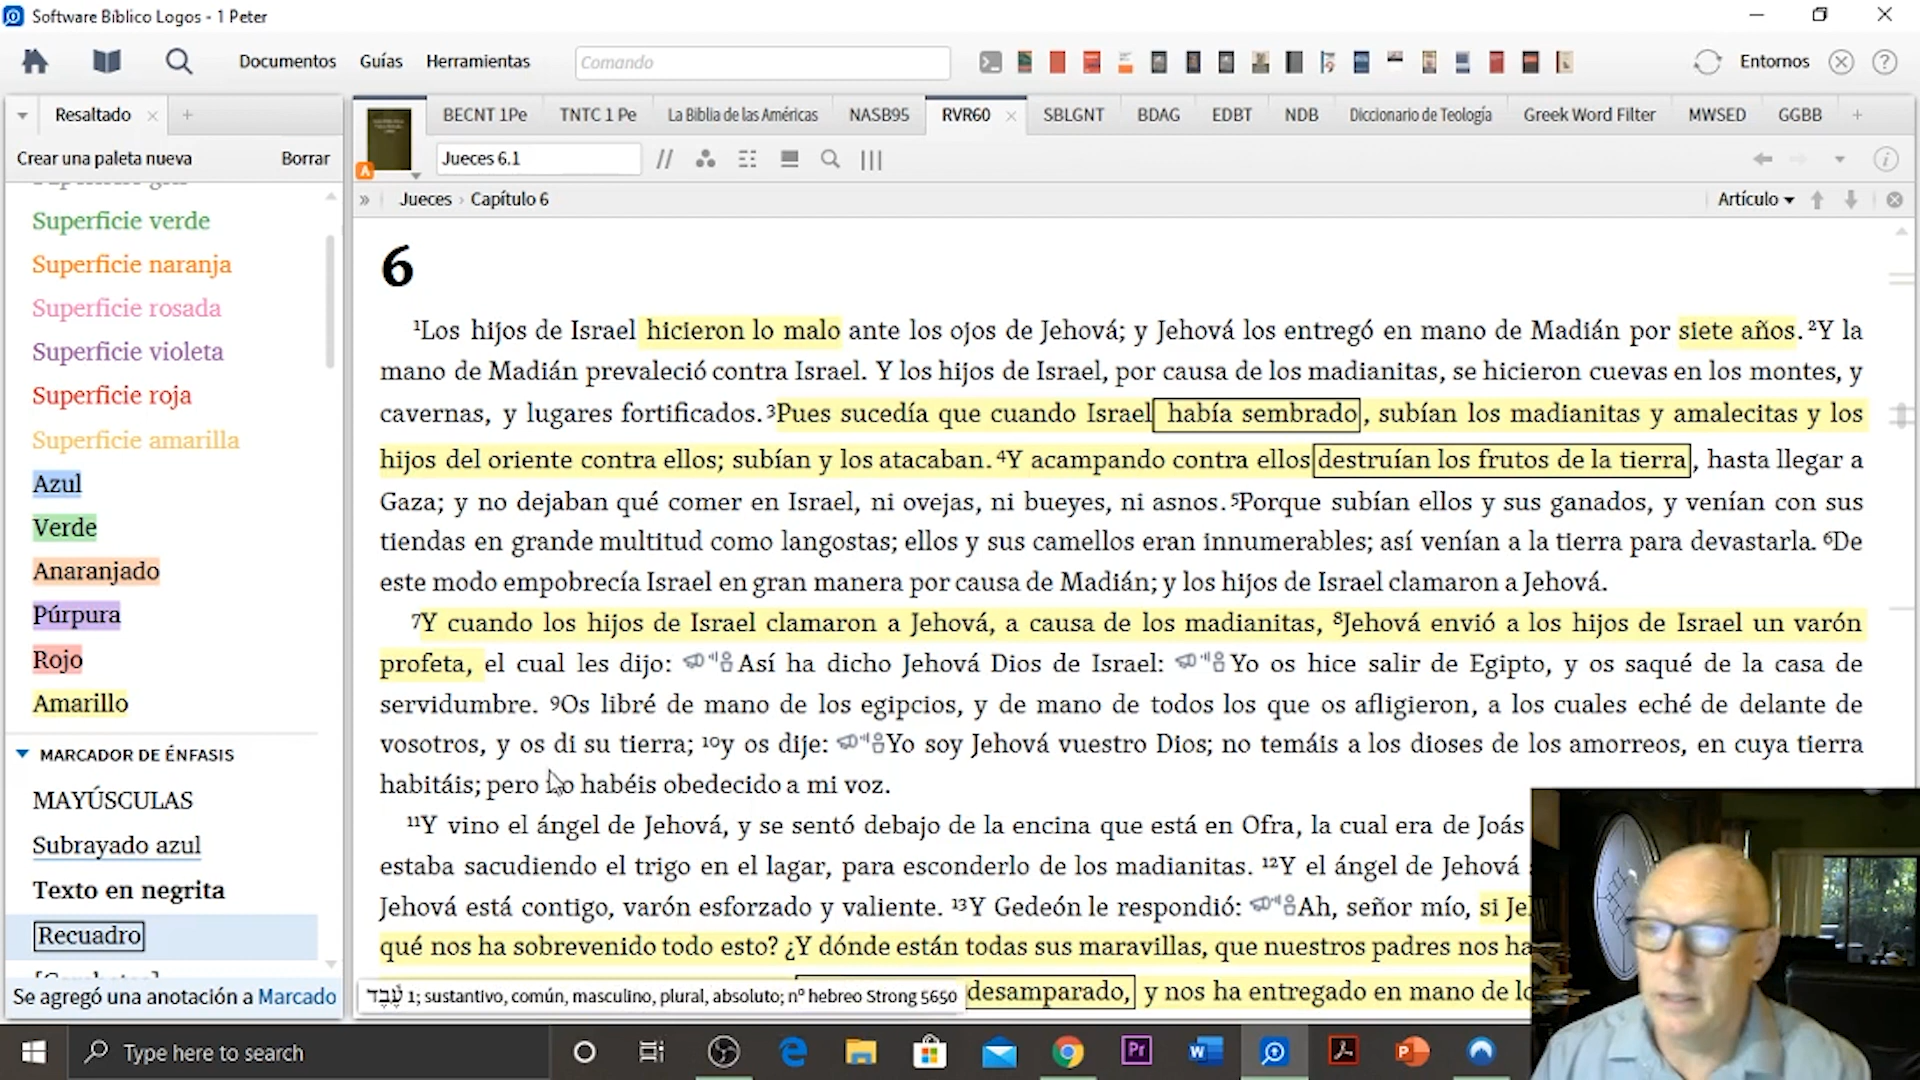 Software Bíblico Logos - 1 Peter
Documentos Guías Herramientas Comando Entornos
Resaltado
BECNT 1Pe TNTC 1 Pe La Biblia de las Américas NASB95 RVR60 SBLGNT BDAG EDBT NDB Diccionario de Teología Greek Word Filter MWSED GGBB
Crear una paleta nueva Borrar
Jueces 6.1
Jueces › Capítulo 6 Artículo
Superficie verde
Superficie naranja
Superficie rosada
Superficie violeta
Superficie roja
Superficie amarilla
Azul
Verde
Anaranjado
Púrpura
Rojo
Amarillo
MARCADOR DE ÉNFASIS
MAYÚSCULAS
Subrayado azul
Texto en negrita
Recuadro
Se agregó una anotación a Marcado
6
¹Los hijos de Israel hicieron lo malo ante los ojos de Jehová; y Jehová los entregó en mano de Madián por siete años. ²Y la
mano de Madián prevaleció contra Israel. Y los hijos de Israel, por causa de los madianitas, se hicieron cuevas en los montes, y
cavernas, y lugares fortificados. ³Pues sucedía que cuando Israel había sembrado, subían los madianitas y amalecitas y los
hijos del oriente contra ellos; subían y los atacaban. ⁴Y acampando contra ellos destruían los frutos de la tierra, hasta llegar a
Gaza; y no dejaban qué comer en Israel, ni ovejas, ni bueyes, ni asnos. ⁵Porque subían ellos y sus ganados, y venían con sus
tiendas en grande multitud como langostas; ellos y sus camellos eran innumerables; así venían a la tierra para devastarla. ⁶De
este modo empobrecía Israel en gran manera por causa de Madián; y los hijos de Israel clamaron a Jehová.
⁷Y cuando los hijos de Israel clamaron a Jehová, a causa de los madianitas, ⁸Jehová envió a los hijos de Israel un varón
profeta, el cual les dijo: Así ha dicho Jehová Dios de Israel: Yo os hice salir de Egipto, y os saqué de la casa de
servidumbre. ⁹Os libré de mano de los egipcios, y de mano de todos los que os afligieron, a los cuales eché de delante de
vosotros, y os di su tierra; ¹⁰y os dije: Yo soy Jehová vuestro Dios; no temáis a los dioses de los amorreos, en cuya tierra
habitáis; pero no habéis obedecido a mi voz.
¹¹Y vino el ángel de Jehová, y se sentó debajo de la encina que está en Ofra, la cual era de Joás
estaba sacudiendo el trigo en el lagar, para esconderlo de los madianitas. ¹²Y el ángel de Jehová
Jehová está contigo, varón esforzado y valiente. ¹³Y Gedeón le respondió: Ah, señor mío, si
qué nos ha sobrevenido todo esto? ¿Y dónde están todas sus maravillas, que nuestros padres nos
desamparado, y nos ha entregado en mano de
עֶ֫בֶד 1; sustantivo, común, masculino, plural, absoluto; nº hebreo Strong 5650
Type here to search